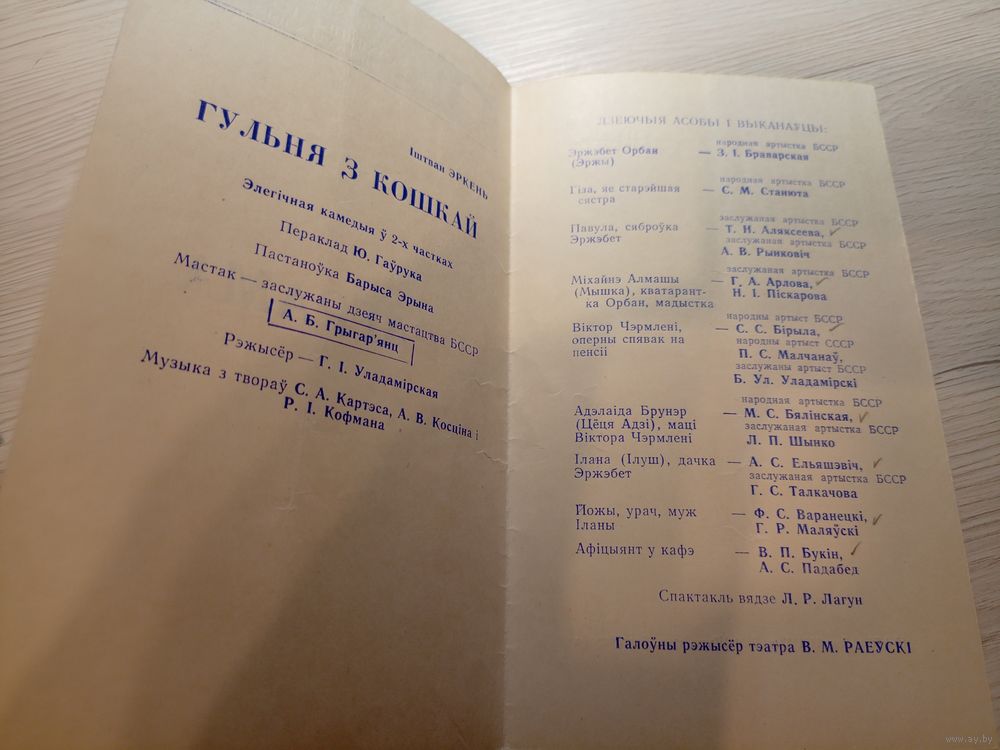 Іштван ЭРКЕНЬ
ГУЛЬНЯ З КОШКАЙ
Элегічная камедыя ў 2-х частках
Пераклад Ю. Гаўрука
Пастаноўка Барыса Эрына
Мастак — заслужаны дзеяч мастацтва БССР
А. Б. Грыгар'янц
Рэжысёр — Г. І. Уладамірская
Музыка з твораў С. А. Картэса, А. В. Косціна і
Р. І. Кофмана
ДЗЕЮЧЫЯ АСОБЫ І ВЫКАНАЎЦЫ:
народная артыстка БССР
Эржэбет Орбан — З. І. Браварская
(Эржы)
народная артыстка БССР
Гіза, яе старэйшая — С. М. Станюта
сястра
заслужаная артыстка БССР
Паула, сяброўка — Т. Н. Аляксеева,
Эржэбет заслужаная артыстка БССР
А. В. Рынковіч
заслужаная артыстка БССР
Міхайнэ Алмашы — Г. А. Арлова,
(Мышка), кватарант- Н. І. Піскарова
ка Орбан, мадыстка
народны артыст БССР
Віктор Чэрмлені, — С. С. Бірыла,
оперны спявак на народны артыст СССР
пенсіі П. С. Малчанаў,
заслужаны артыст БССР
Б. Ул. Уладамірскі
народная артыстка БССР
Адэлаіда Брунэр — М. С. Бялінская,
(Цёця Адзі), маці заслужаная артыстка БССР
Віктора Чэрмлені Л. П. Шынко
Ілана (Ілуш), дачка — А. С. Ельяшэвіч,
Эржэбет заслужаная артыстка БССР
Г. С. Талкачова
Йожы, урач, муж — Ф. С. Варанецкі,
Іланы Г. Р. Маляўскі
Афіцыянт у кафэ — В. П. Букін,
А. С. Падабед
Спактакль вядзе Л. Р. Лагун
Галоўны рэжысёр тэатра В. М. РАЕЎСКІ
www.ay.by